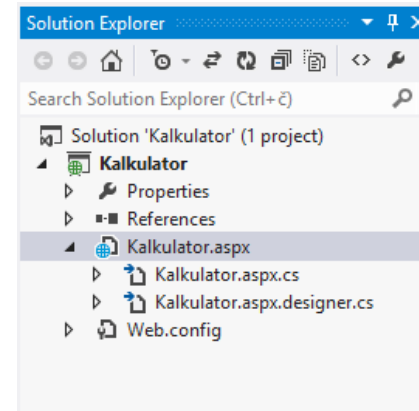 Solution Explorer
Search Solution Explorer (Ctrl+č)
Solution 'Kalkulator' (1 project)
Kalkulator
Properties
References
Kalkulator.aspx
Kalkulator.aspx.cs
Kalkulator.aspx.designer.cs
Web.config